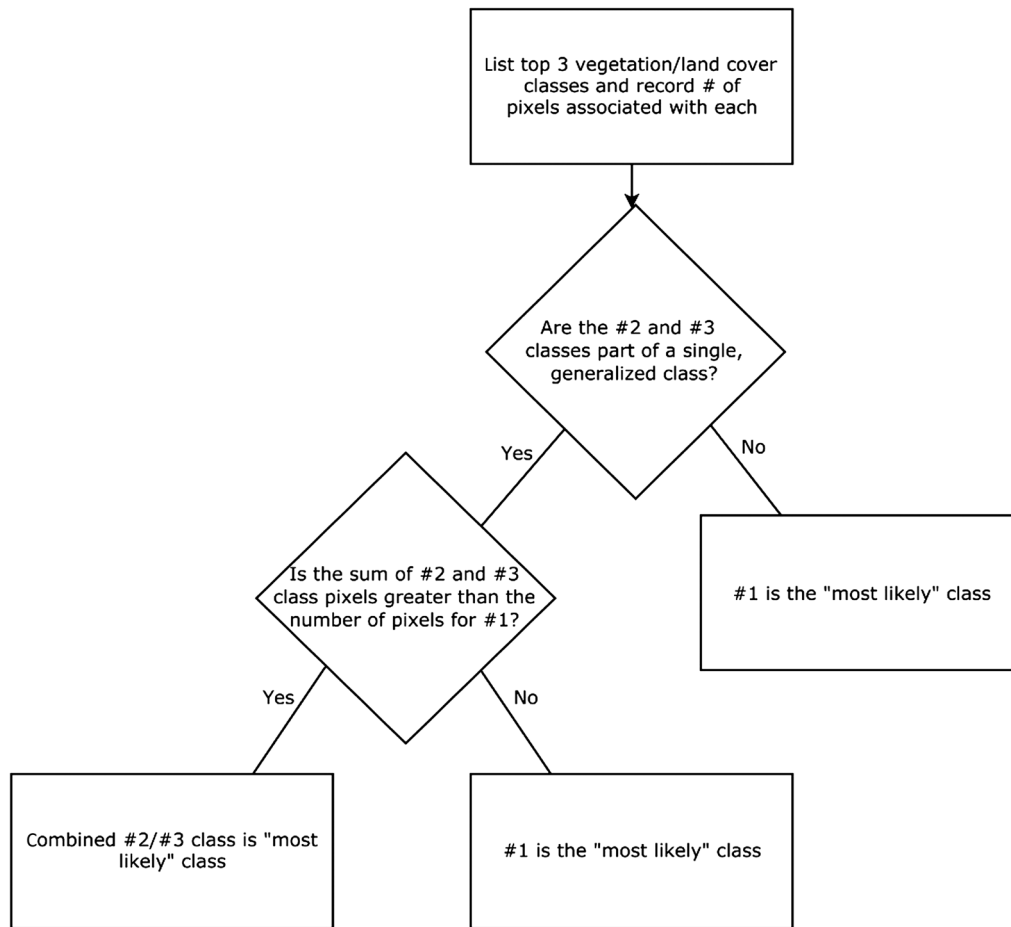 List top 3 vegetation/land cover
classes and record # of
pixels associated with each
Are the #2 and #3
classes part of a single,
generalized class?
Yes
No
Is the sum of #2 and #3
class pixels greater than the
number of pixels for #1?
#1 is the "most likely" class
Yes
No
Combined #2/#3 class is "most
likely" class
#1 is the "most likely" class